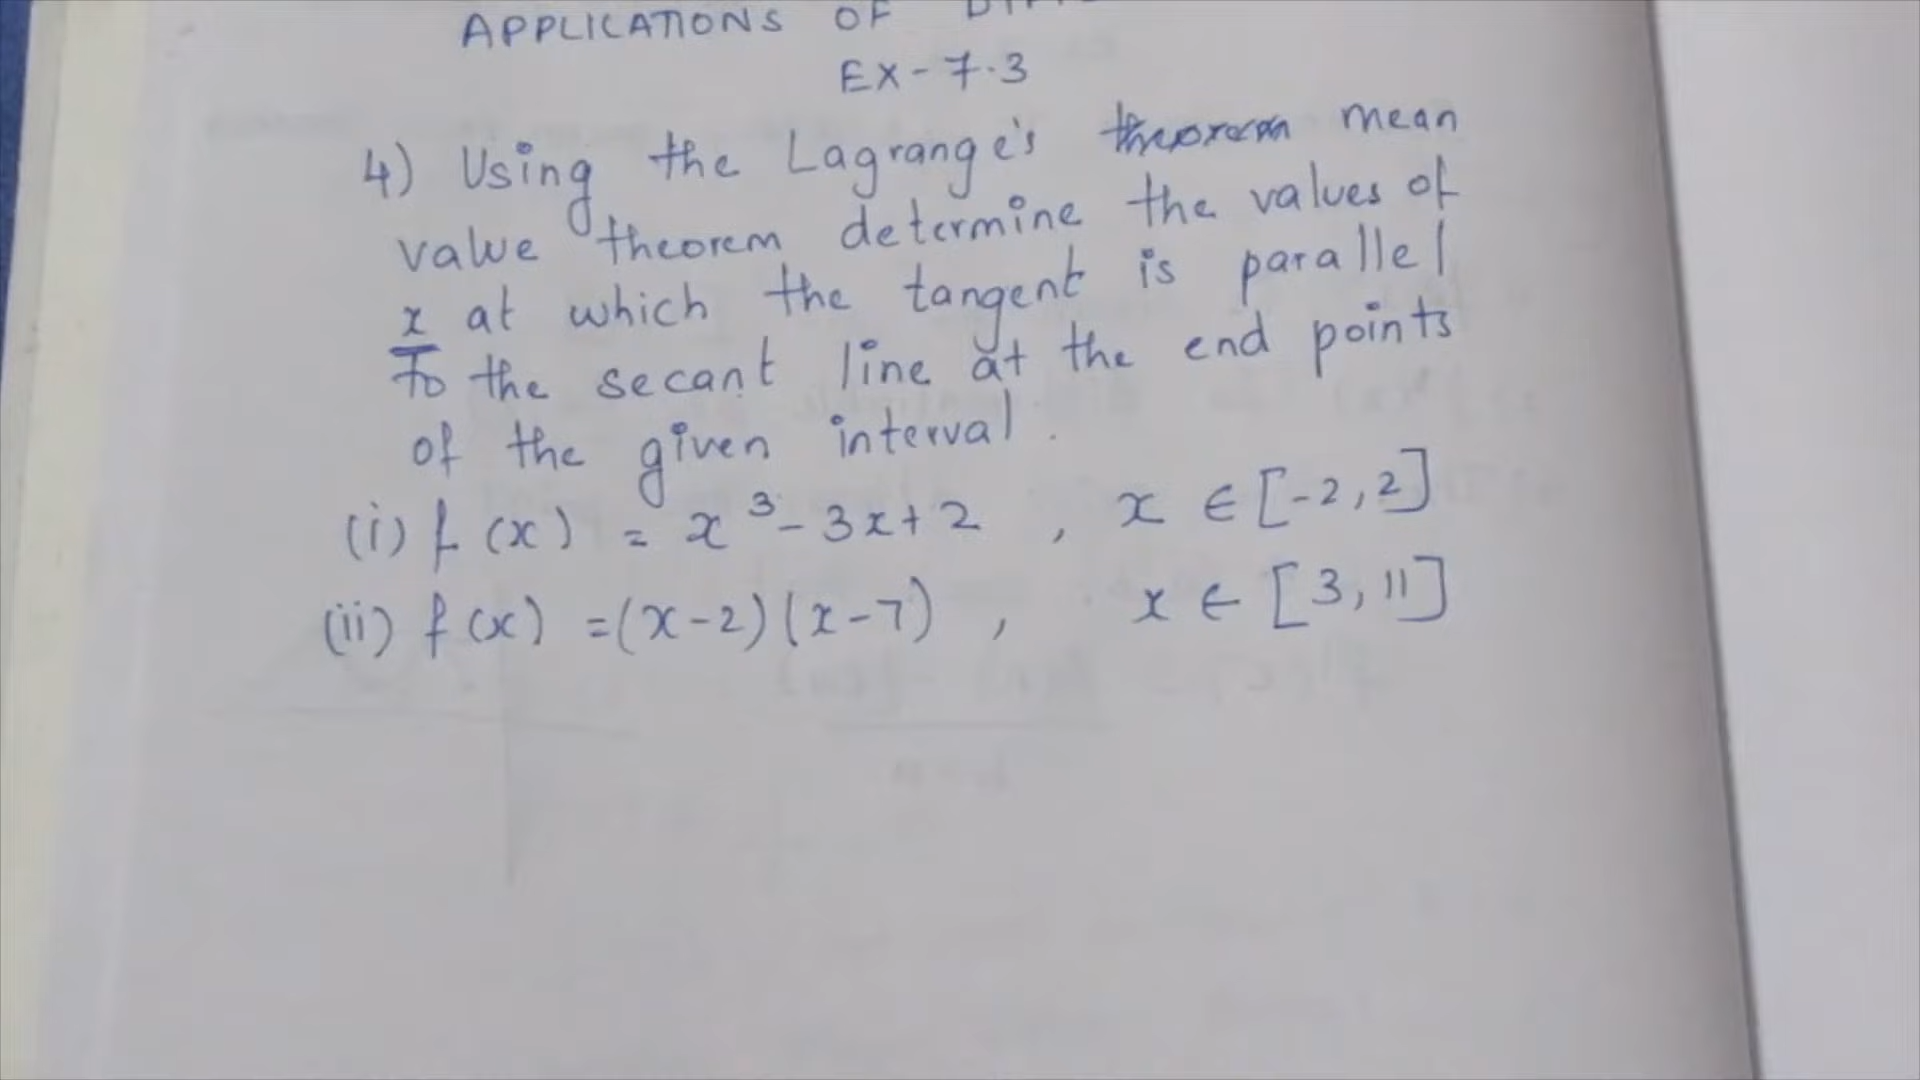 APPLICATIONS OF
EX-7.3
4) Using the Lagrange's theorem mean
value theorem determine the values of
x at which the tangent is parallel
To the secant line at the end points
of the given interval.
(i) f(x) = x³-3x+2 , x ∈ [-2,2]
(ii) f(x) =(x-2)(x-7) , x ∈ [3,11]